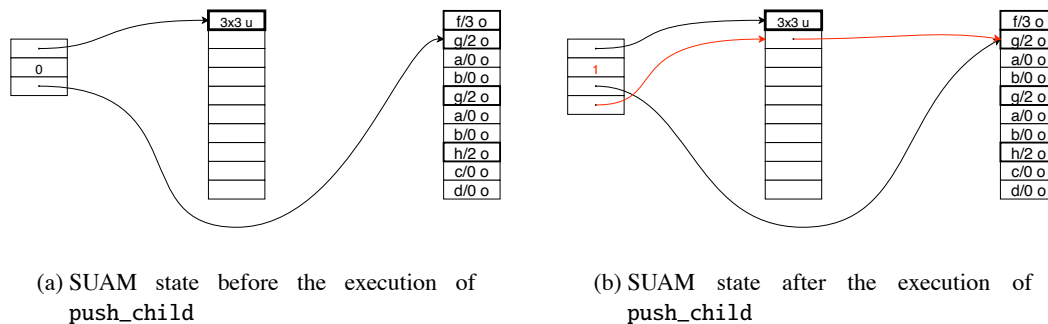 3x3 u
0
f/3 o
g/2 o
a/0 o
b/0 o
g/2 o
a/0 o
b/0 o
h/2 o
c/0 o
d/0 o
3x3 u
1
f/3 o
g/2 o
a/0 o
b/0 o
g/2 o
a/0 o
b/0 o
h/2 o
c/0 o
d/0 o
(a) SUAM state before the execution of
push_child
(b) SUAM state after the execution of
push_child